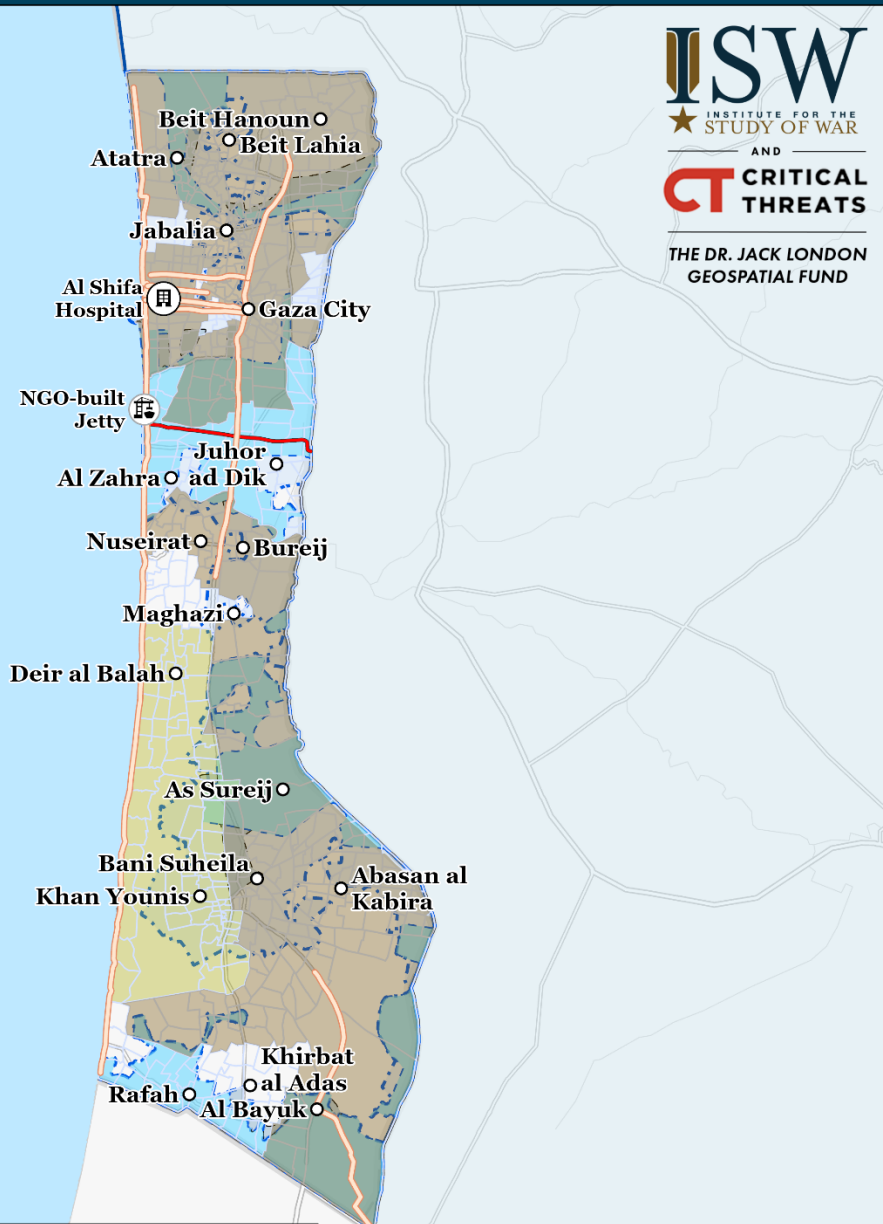 ISW
INSTITUTE FOR THE
STUDY OF WAR
AND
CT CRITICAL
THREATS
THE DR. JACK LONDON
GEOSPATIAL FUND
Beit Hanoun
Beit Lahia
Atatra
Jabalia
Al Shifa
Hospital
Gaza City
NGO-built
Jetty
Juhor
ad Dik
Al Zahra
Nuseirat
Bureij
Maghazi
Deir al Balah
As Sureij
Bani Suheila
Abasan al
Kabira
Khan Younis
Khirbat
al Adas
Rafah
Al Bayuk